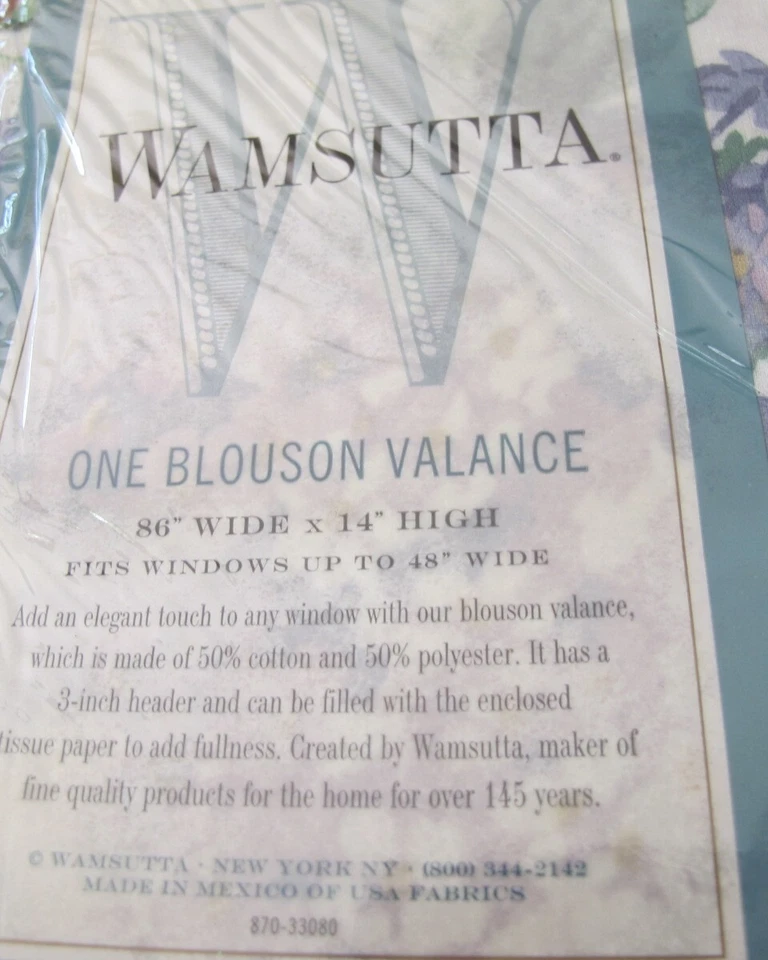 W
WAMSUTTA®
ONE BLOUSON VALANCE
86” WIDE x 14” HIGH
FITS WINDOWS UP TO 48” WIDE
Add an elegant touch to any window with our blouson valance,
which is made of 50% cotton and 50% polyester. It has a
3-inch header and can be filled with the enclosed
tissue paper to add fullness. Created by Wamsutta, maker of
fine quality products for the home for over 145 years.
© WAMSUTTA · NEW YORK NY · (800) 344-2142
MADE IN MEXICO OF USA FABRICS
870-33080